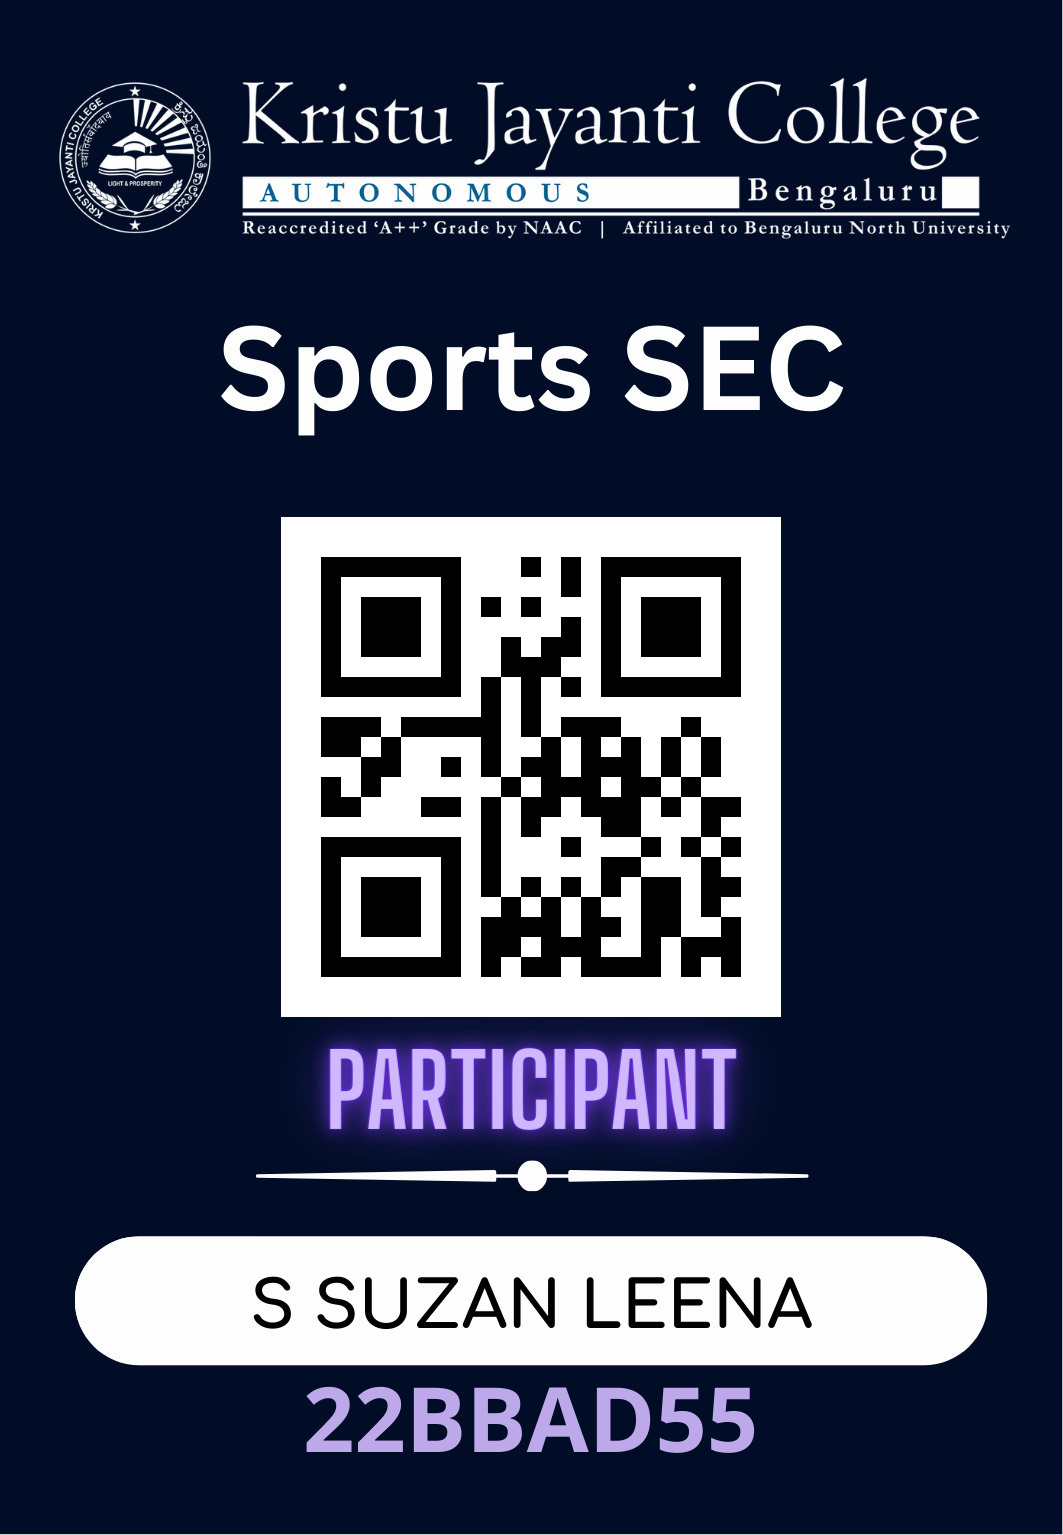 KRISTU JAYANTI COLLEGE
ಕ್ರಿಸ್ತು ಜಯಂತಿ ಕಾಲೇಜು
LIGHT & PROSPERITY
Kristu Jayanti College
AUTONOMOUS Bengaluru
Reaccredited ‘A++’ Grade by NAAC | Affiliated to Bengaluru North University
Sports SEC
PARTICIPANT
S SUZAN LEENA
22BBAD55